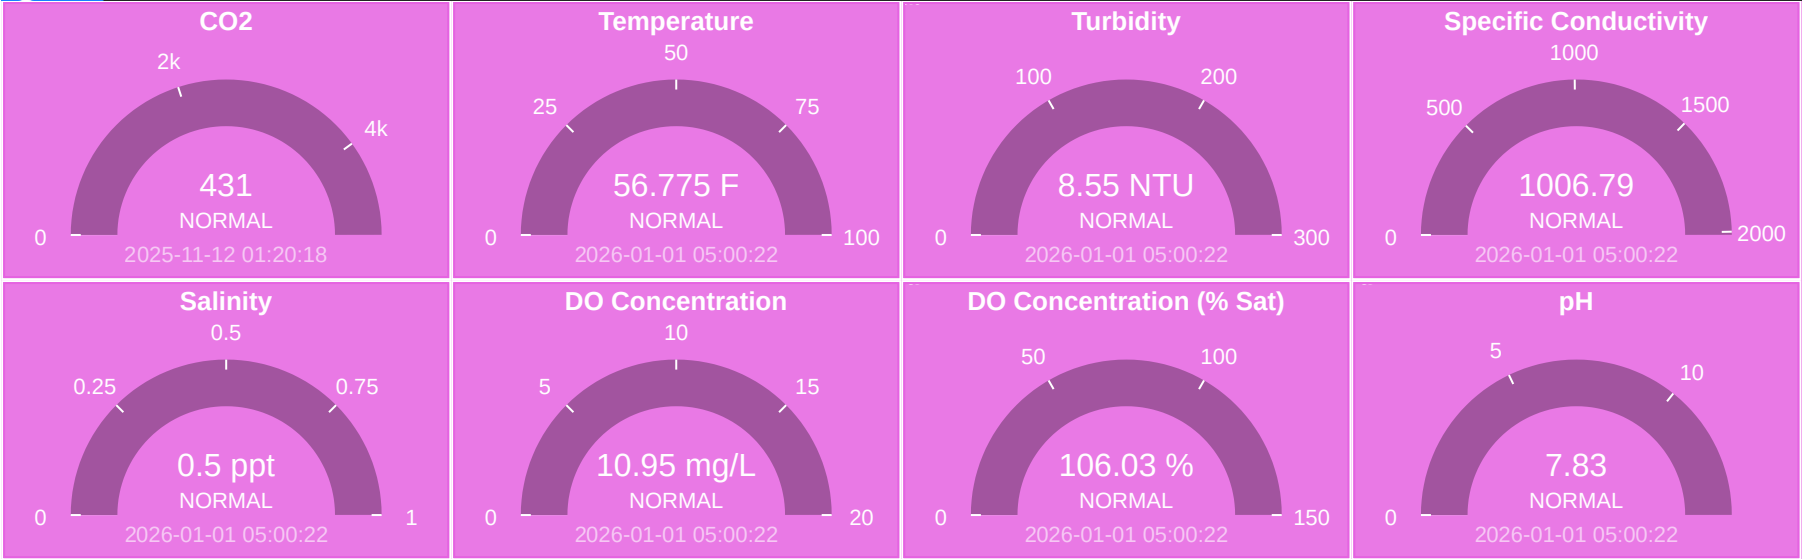 CO2
2k
4k
0
431
NORMAL
2025-11-12 01:20:18
Temperature
50
25
75
0
100
56.775 F
NORMAL
2026-01-01 05:00:22
Turbidity
100
200
0
300
8.55 NTU
NORMAL
2026-01-01 05:00:22
Specific Conductivity
1000
500
1500
0
2000
1006.79
NORMAL
2026-01-01 05:00:22
Salinity
0.5
0.25
0.75
0
1
0.5 ppt
NORMAL
2026-01-01 05:00:22
DO Concentration
10
5
15
0
20
10.95 mg/L
NORMAL
2026-01-01 05:00:22
DO Concentration (% Sat)
50
100
0
150
106.03 %
NORMAL
2026-01-01 05:00:22
pH
5
10
0
7.83
NORMAL
2026-01-01 05:00:22